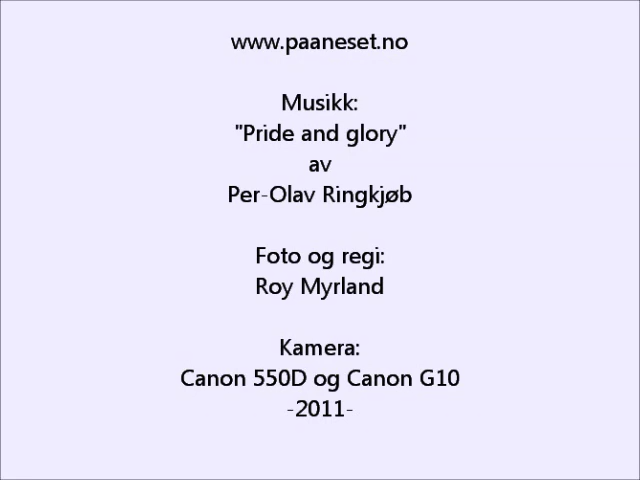 www.paaneset.no
Musikk:
"Pride and glory"
av
Per-Olav Ringkjøb
Foto og regi:
Roy Myrland
Kamera:
Canon 550D og Canon G10
-2011-